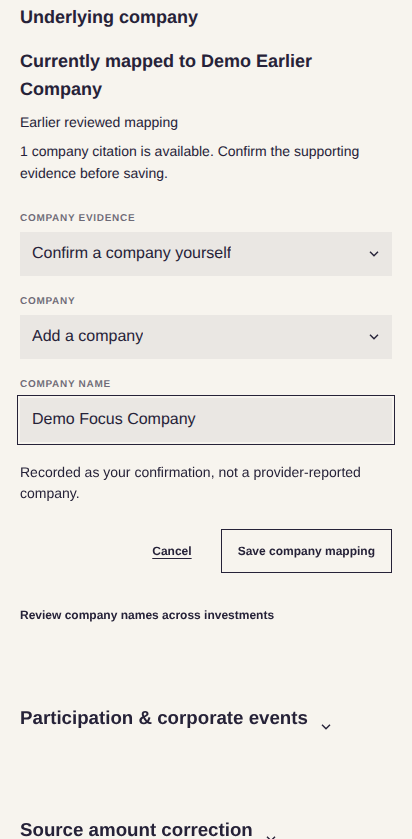 Underlying company
Currently mapped to Demo Earlier
Company
Earlier reviewed mapping
1 company citation is available. Confirm the supporting
evidence before saving.
COMPANY EVIDENCE
Confirm a company yourself
COMPANY
Add a company
COMPANY NAME
Demo Focus Company
Recorded as your confirmation, not a provider-reported
company.
Cancel
Save company mapping
Review company names across investments
Participation & corporate events
Source amount correction